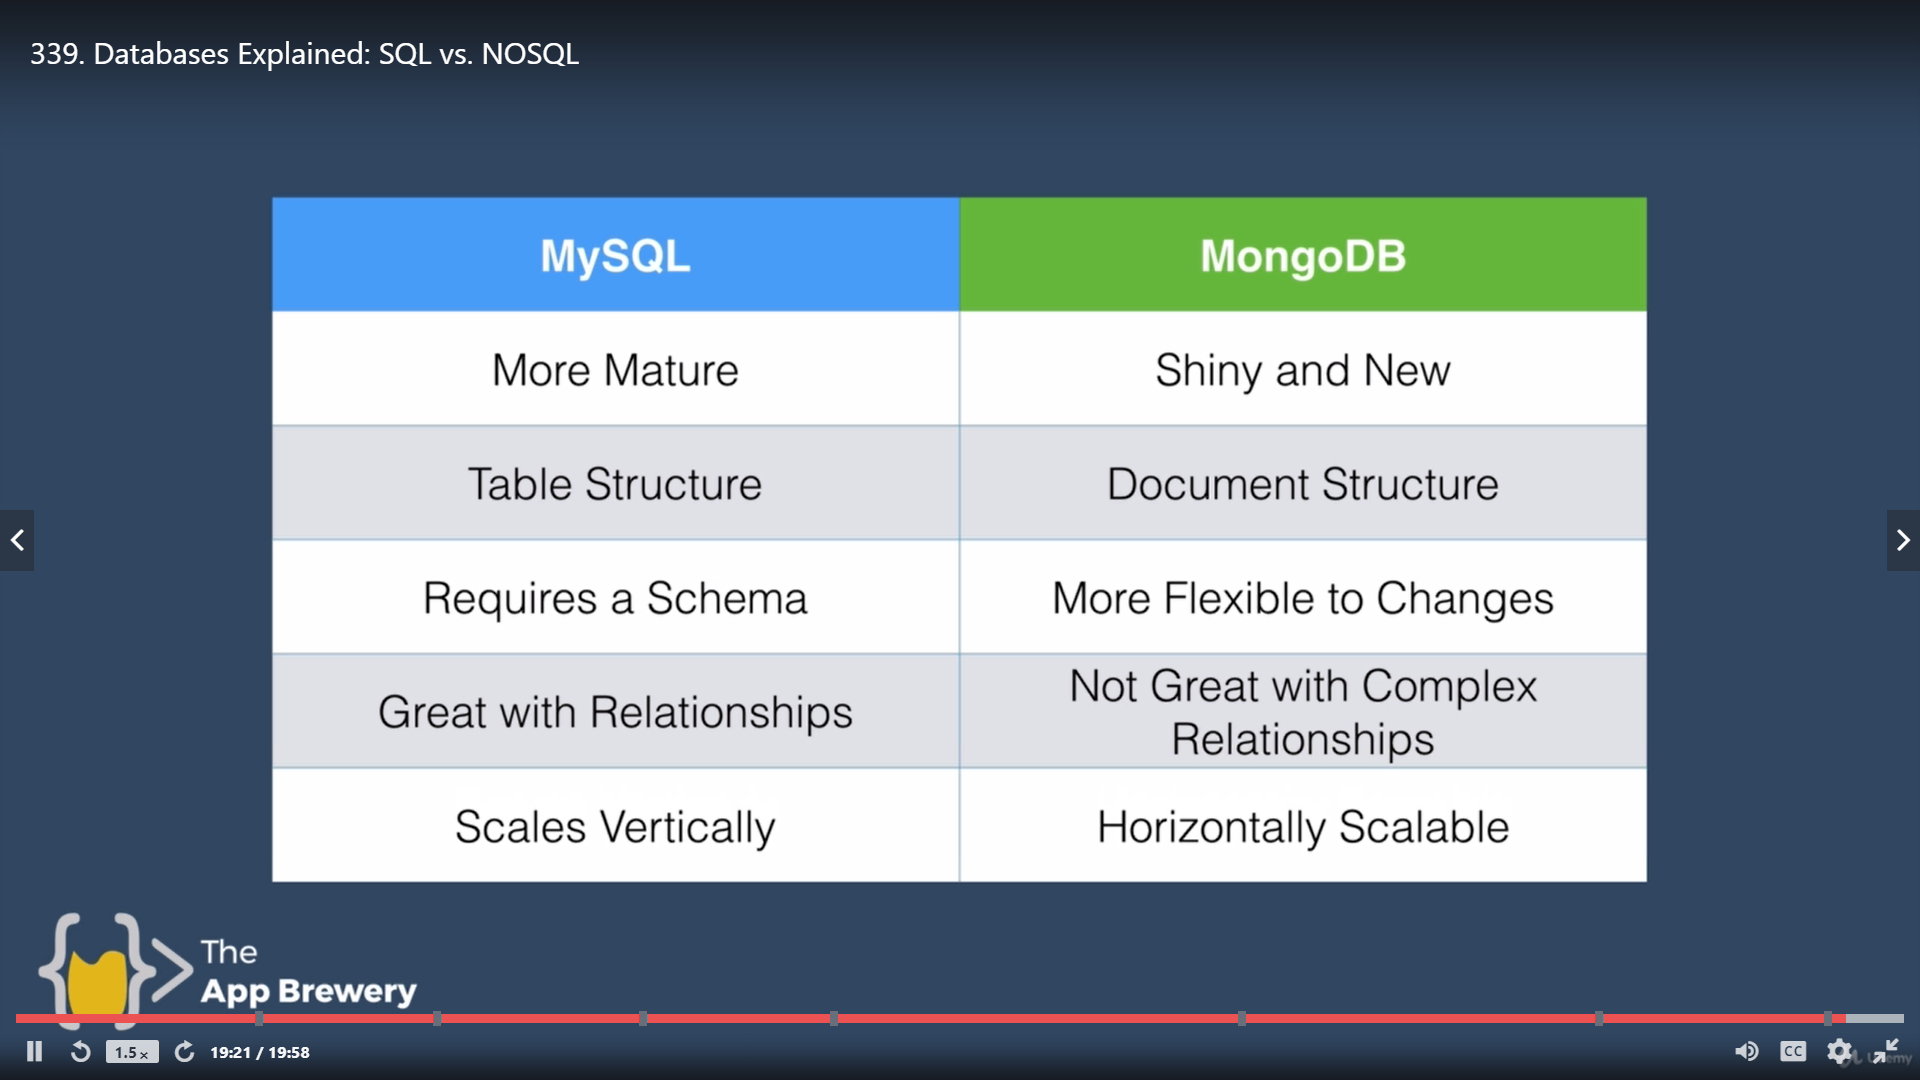 339. Databases Explained: SQL vs. NOSQL
MySQL MongoDB
More Mature Shiny and New
Table Structure Document Structure
Requires a Schema More Flexible to Changes
Great with Relationships Not Great with Complex
Relationships
Scales Vertically Horizontally Scalable
The
App Brewery
1.5x 19:21 / 19:58 CC